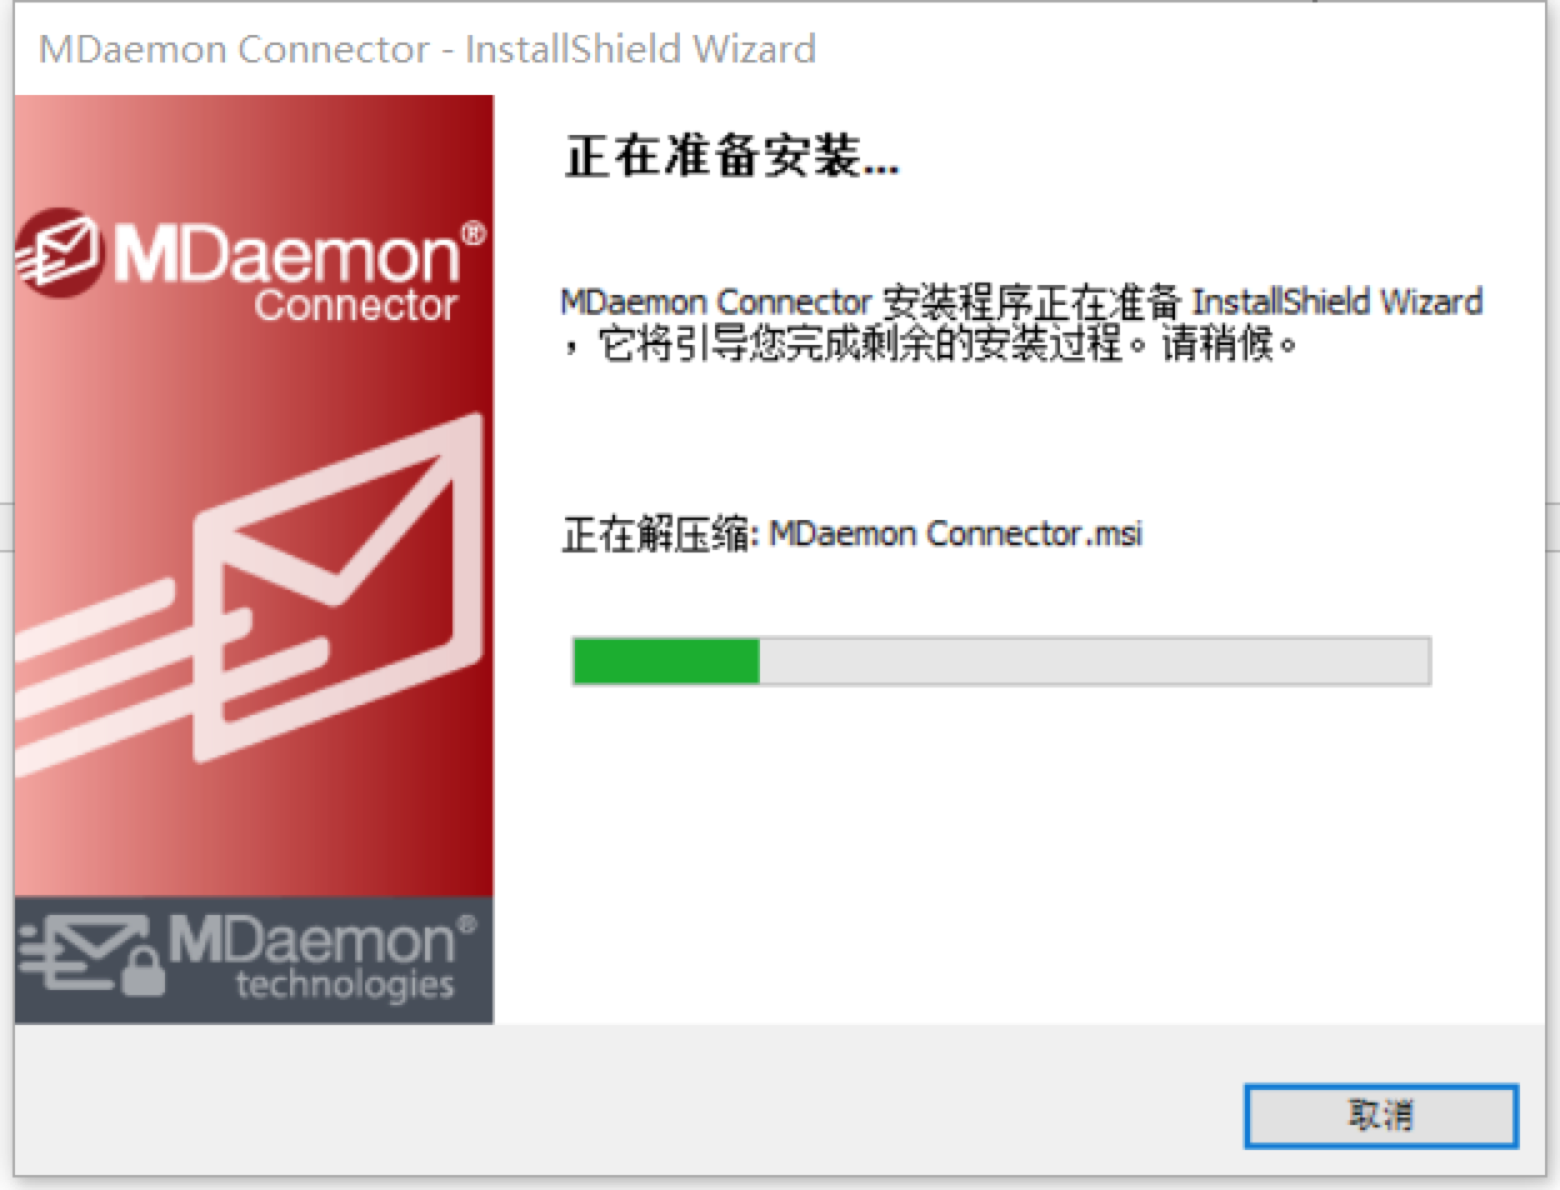 MDaemon Connector - InstallShield Wizard
MDaemon®
Connector
正在准备安装...
MDaemon Connector 安装程序正在准备 InstallShield Wizard
，它将引导您完成剩余的安装过程。请稍候。
正在解压缩: MDaemon Connector.msi
MDaemon®
technologies
取消